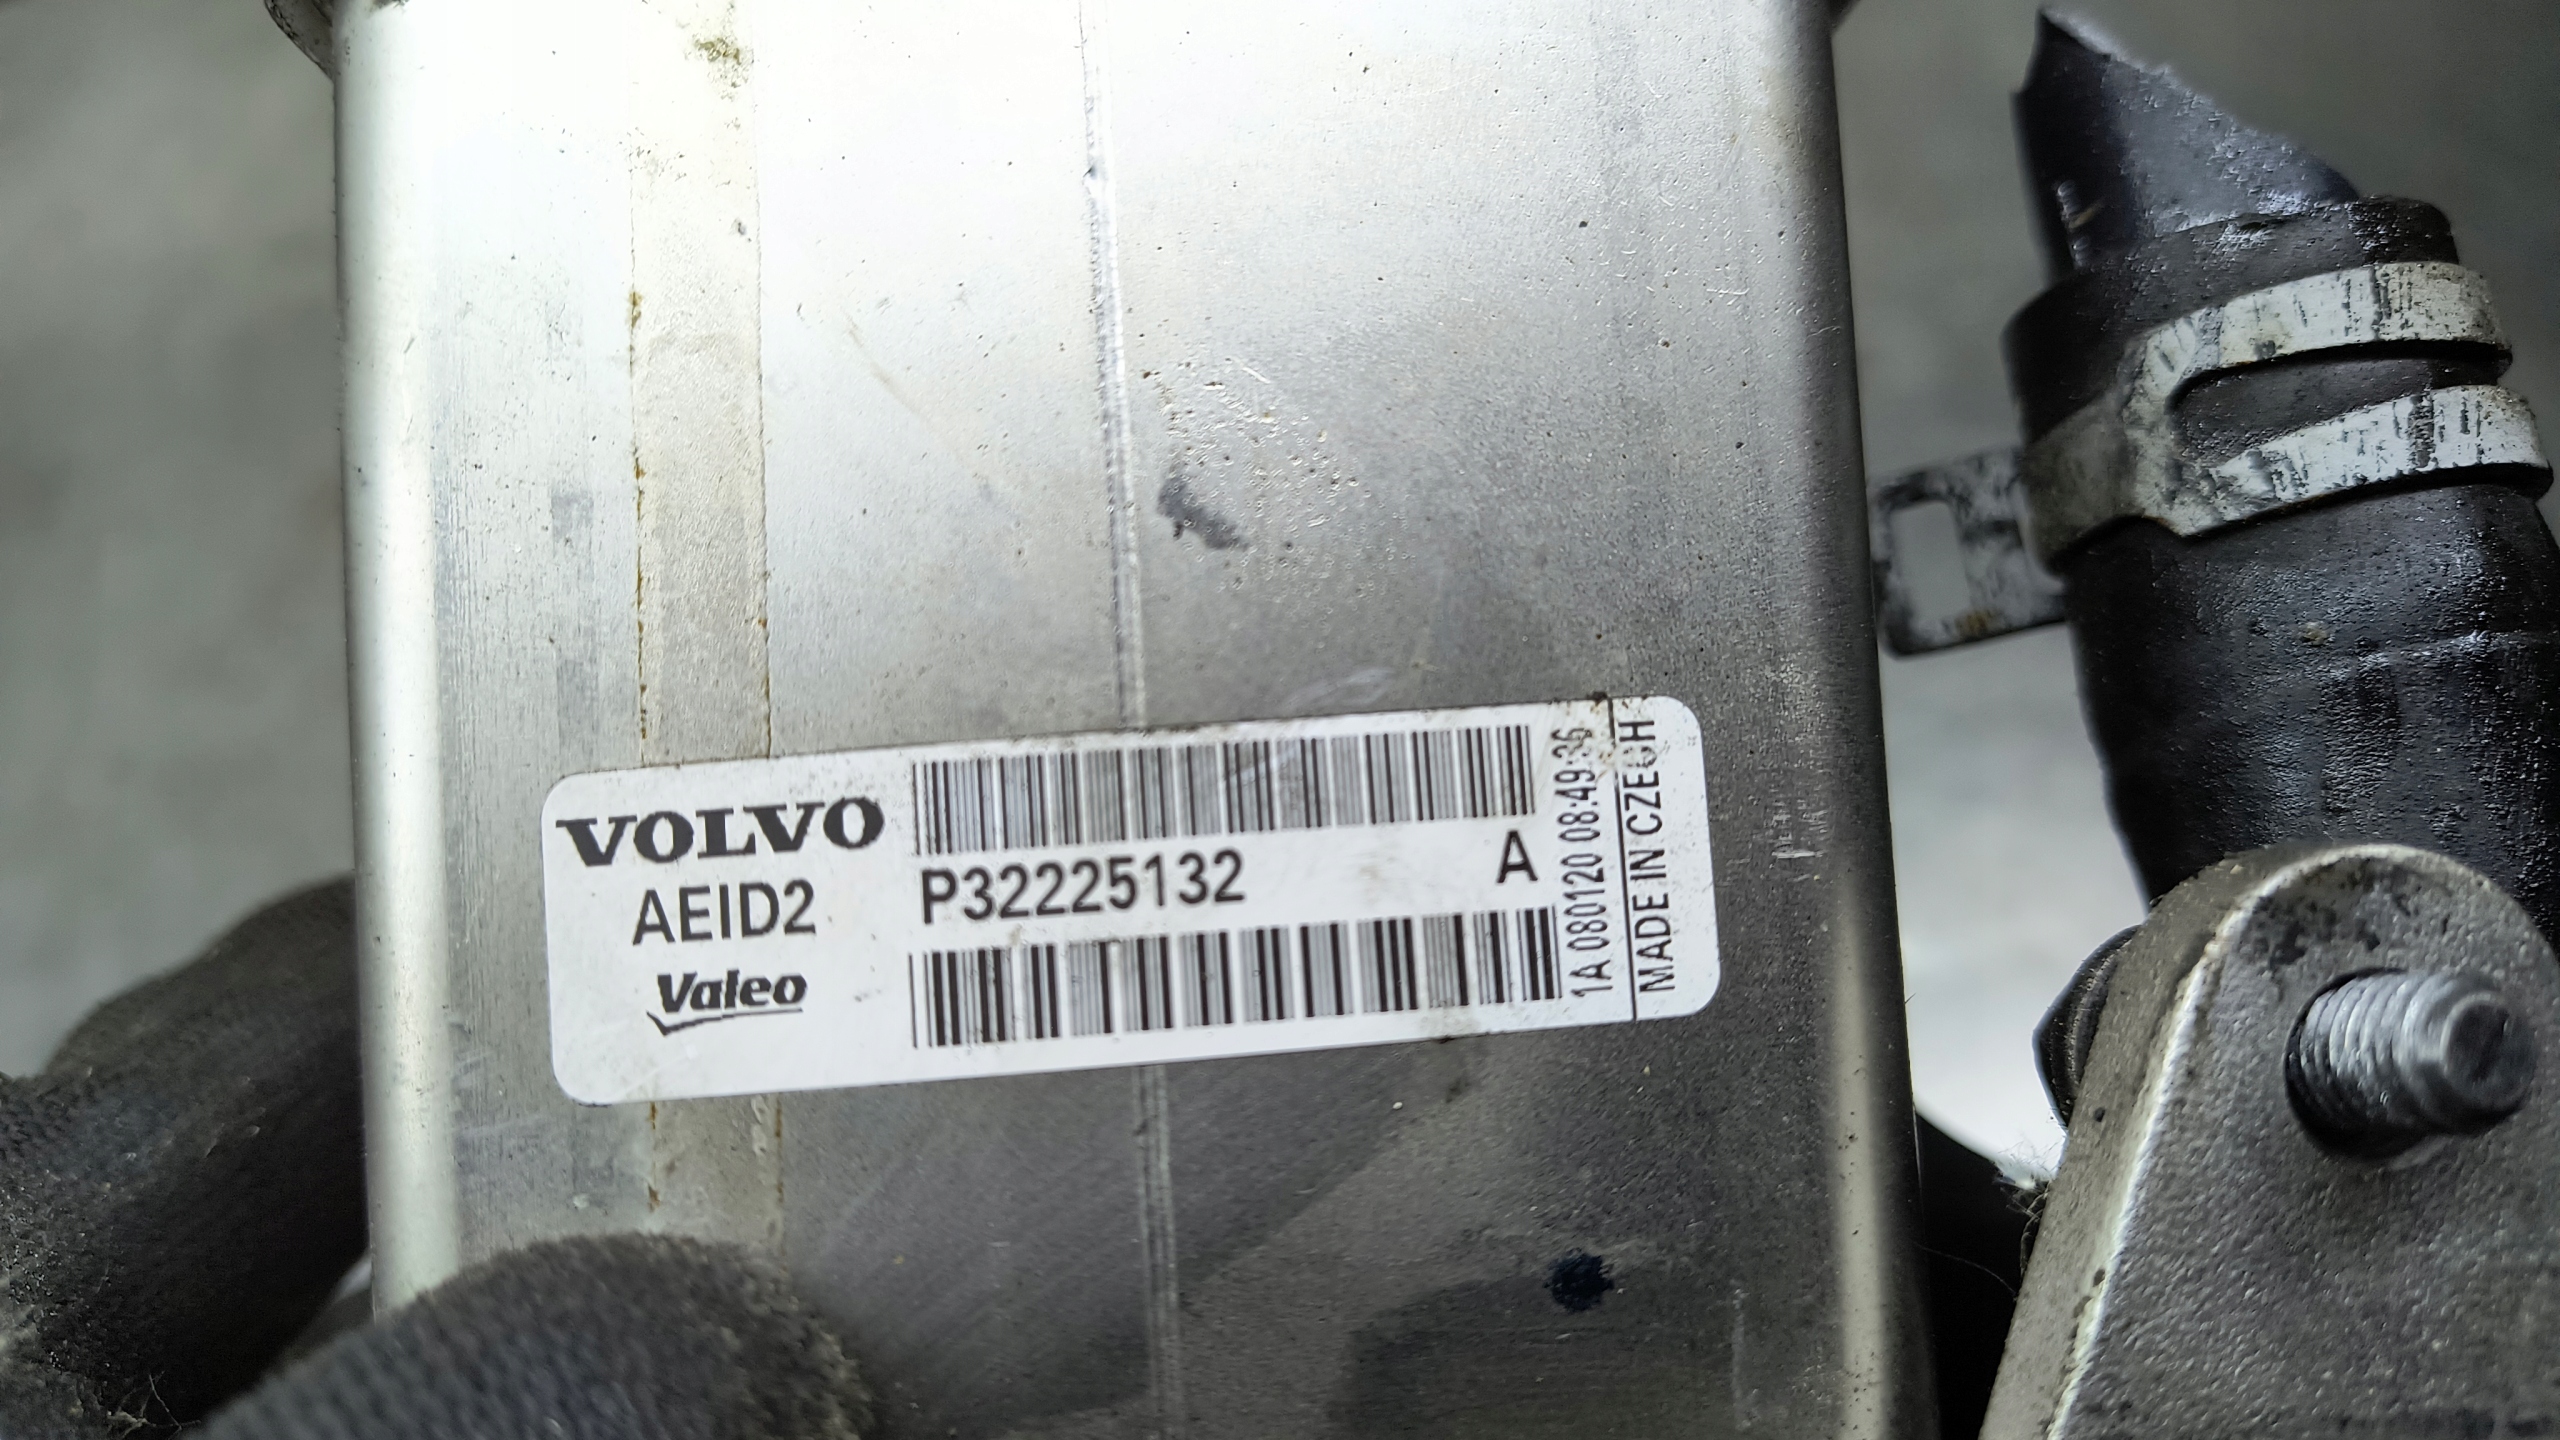 VOLVO
AEID2
Valeo
P32225132 A
1A 080120 08:49:36
MADE IN CZECH